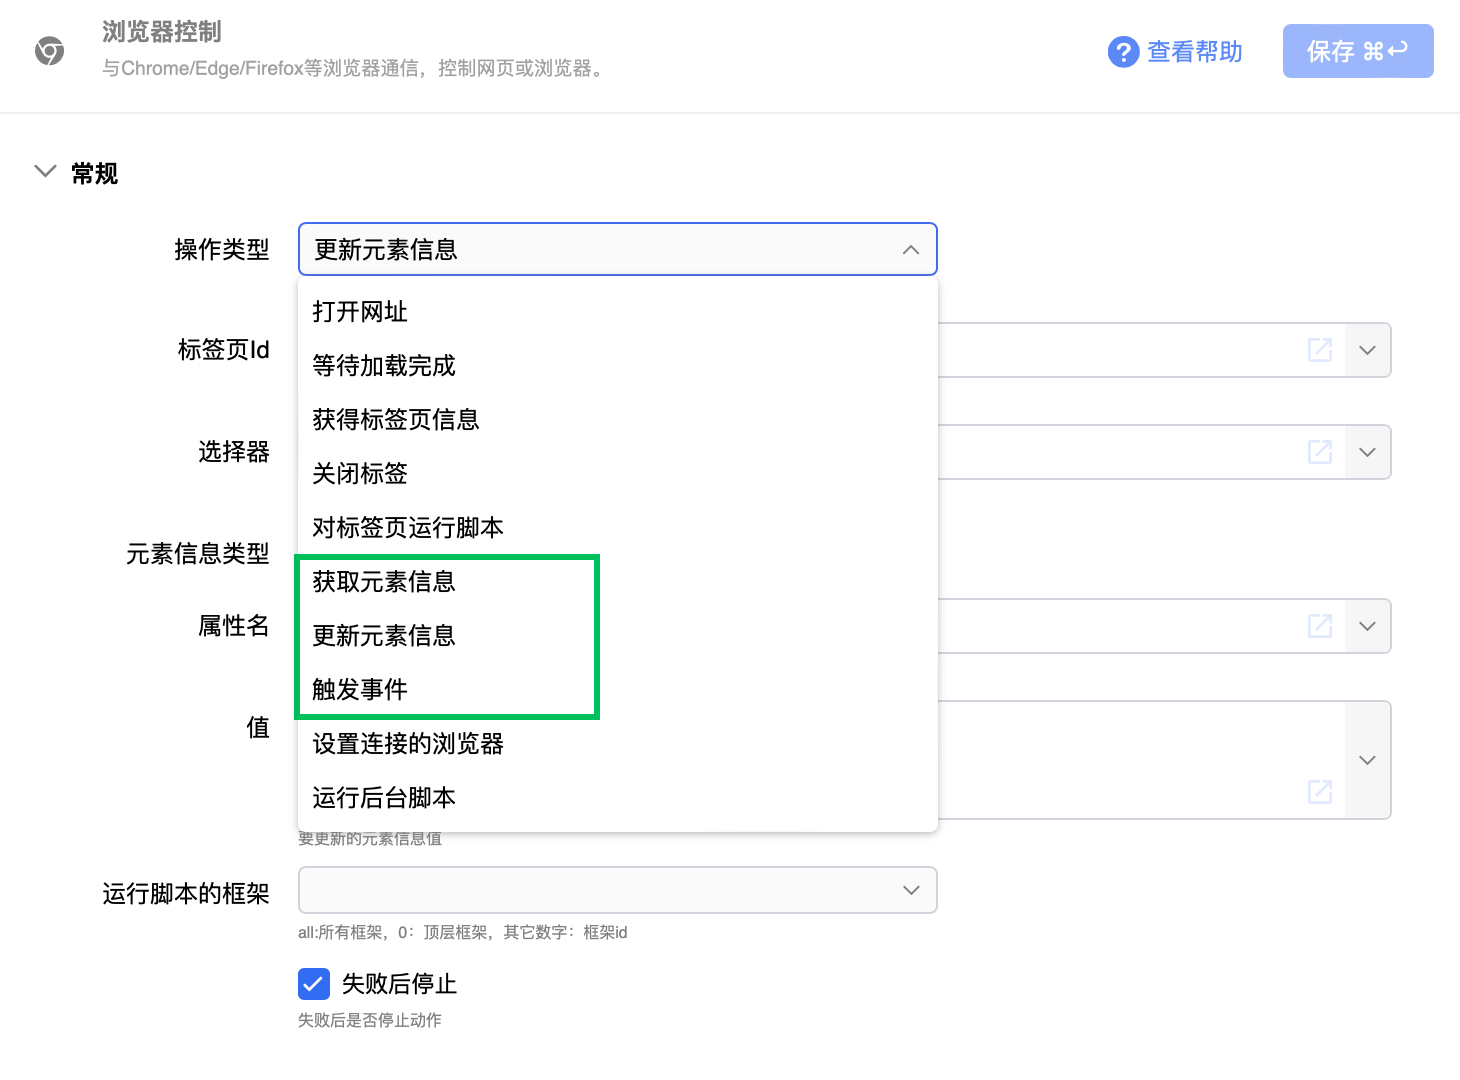 浏览器控制
与Chrome/Edge/Firefox等浏览器通信，控制网页或浏览器。
查看帮助
保存 ⌘↩
常规
操作类型
更新元素信息
打开网址
等待加载完成
获得标签页信息
关闭标签
对标签页运行脚本
获取元素信息
更新元素信息
触发事件
设置连接的浏览器
运行后台脚本
标签页Id
选择器
元素信息类型
属性名
值
要更新的元素信息值
运行脚本的框架
all:所有框架，0：顶层框架，其它数字：框架id
失败后停止
失败后是否停止动作